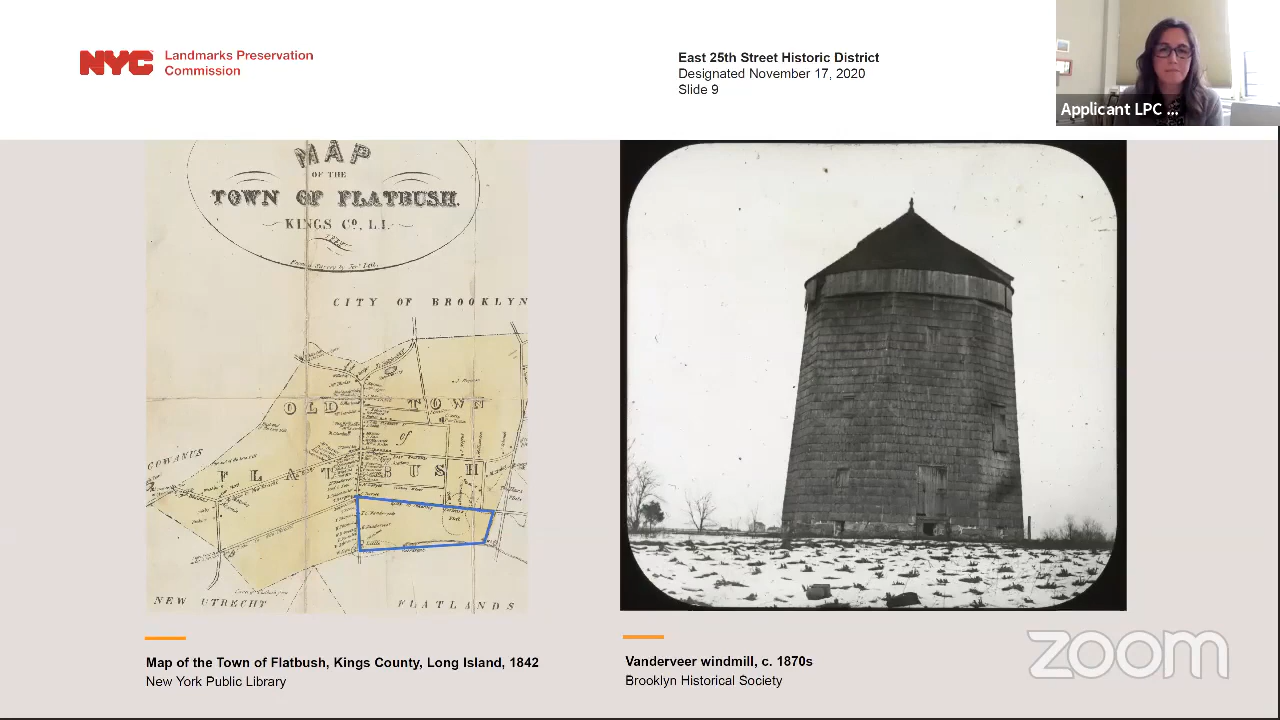 NYC Landmarks Preservation
Commission
East 25th Street Historic District
Designated November 17, 2020
Slide 9
Applicant LPC ...
MAP
OF THE
TOWN OF FLATBUSH.
KINGS CO. L.I.
CITY OF BROOKLYN
OLD TOWN
of
GOWANUS
FLATBUSH
NEW UTRECHT
FLATLANDS
Map of the Town of Flatbush, Kings County, Long Island, 1842
New York Public Library
Vanderveer windmill, c. 1870s
Brooklyn Historical Society
zoom